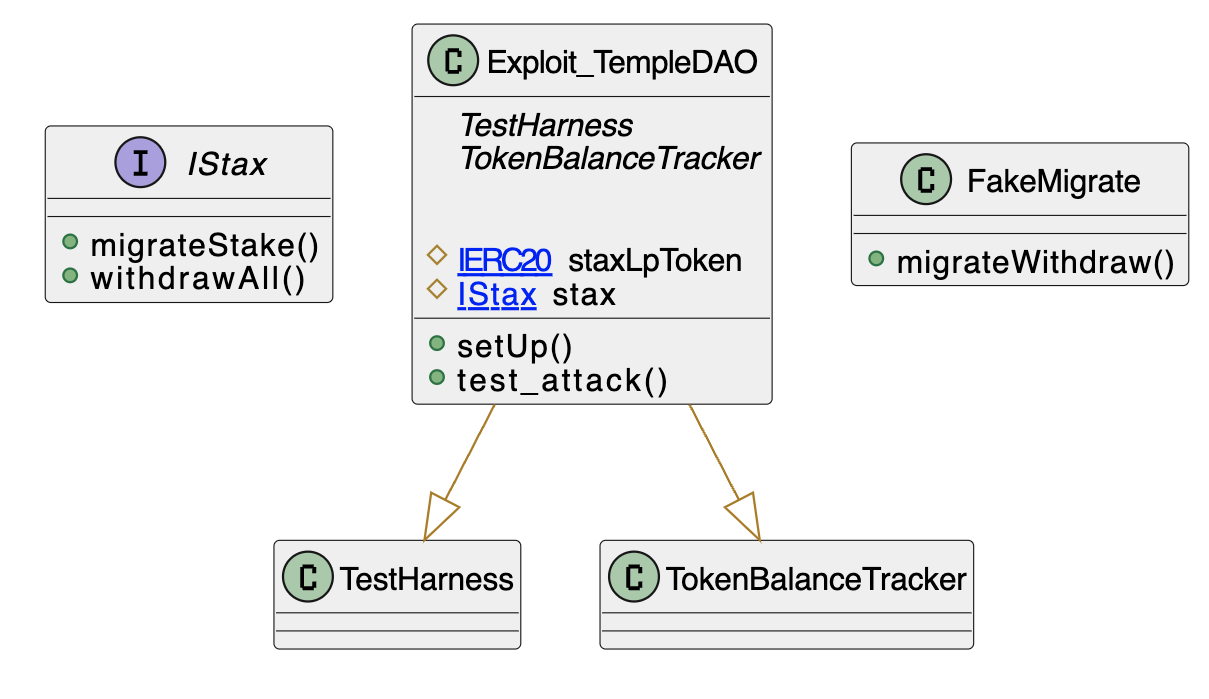 I IStax
migrateStake()
withdrawAll()
C Exploit_TempleDAO
TestHarness
TokenBalanceTracker
IERC20 staxLpToken
IStax stax
setUp()
test_attack()
C FakeMigrate
migrateWithdraw()
C TestHarness
C TokenBalanceTracker